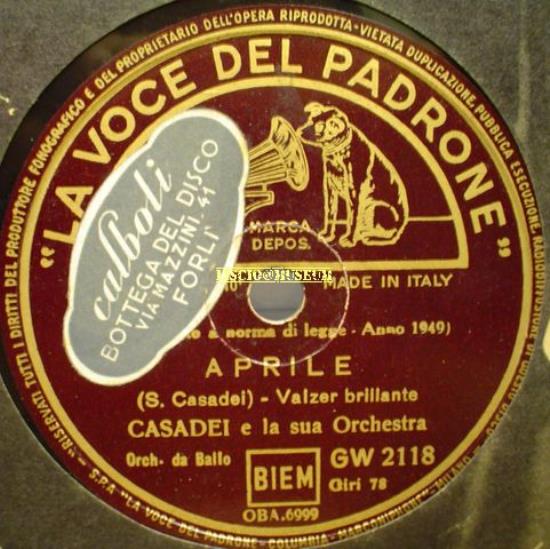 DEL PRODUTTORE FONOGRAFICO E DEL PROPRIETARIO DELL'OPERA RIPRODOTTA - VIETATA DUPLICAZIONE, PUBBLICA ESECUZIONE, RADIODIFFUSIONE
RISERVATI TUTTI I DIRITTI
"LA VOCE DEL PADRONE"
calboli
BOTTEGA DEL DISCO
VIA MAZZINI. 41
FORLI'
MARCA
DEPOS.
MADE IN ITALY
a norma di legge - Anno 1949)
APRILE
(S. Casadei) - Valzer brillante
CASADEI e la sua Orchestra
Orch. da Ballo
BIEM
GW 2118
Giri 78
OBA.6999
S.P.A. "LA VOCE DEL PADRONE - COLUMBIA - MARCONIPHONE" - MILANO